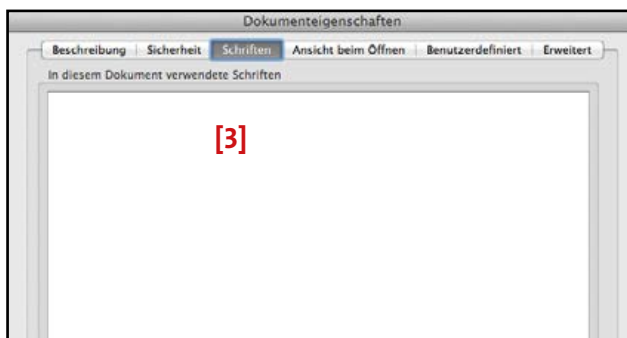 Dokumenteigenschaften
Beschreibung Sicherheit Schriften Ansicht beim Öffnen Benutzerdefiniert Erweitert
In diesem Dokument verwendete Schriften
[3]